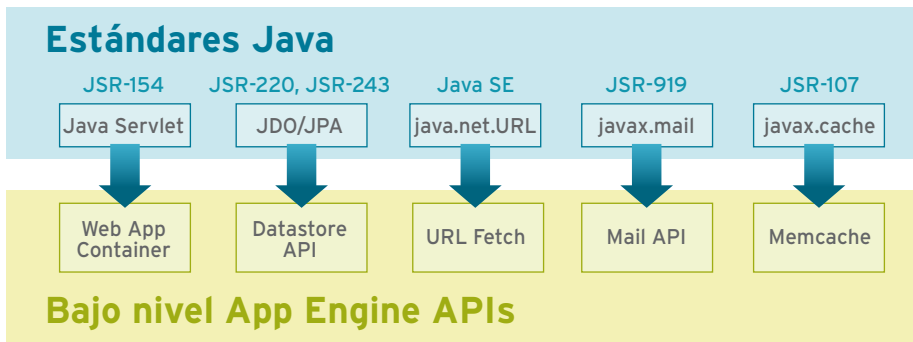 Estándares Java
JSR-154 JSR-220, JSR-243 Java SE JSR-919 JSR-107
Java Servlet JDO/JPA java.net.URL javax.mail javax.cache
Web App Container
Datastore API
URL Fetch
Mail API
Memcache
Bajo nivel App Engine APIs